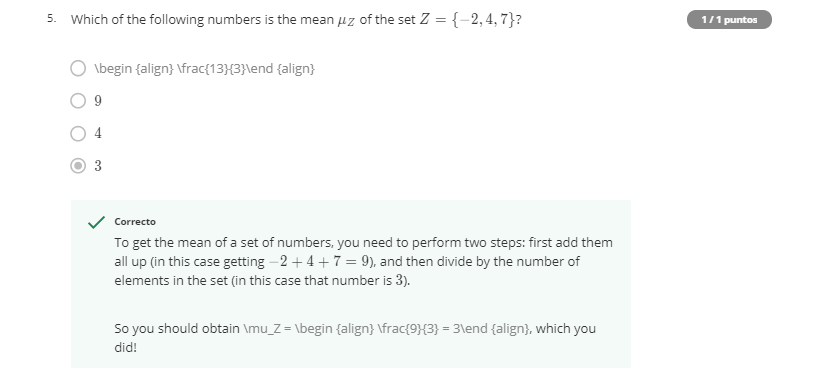 5. Which of the following numbers is the mean μ_Z of the set Z = {−2, 4, 7}?
1 / 1 puntos
\begin {align} \frac{13}{3}\end {align}
9
4
3
Correcto
To get the mean of a set of numbers, you need to perform two steps: first add them
all up (in this case getting −2 + 4 + 7 = 9), and then divide by the number of
elements in the set (in this case that number is 3).
So you should obtain \mu_Z = \begin {align} \frac{9}{3} = 3\end {align}, which you
did!